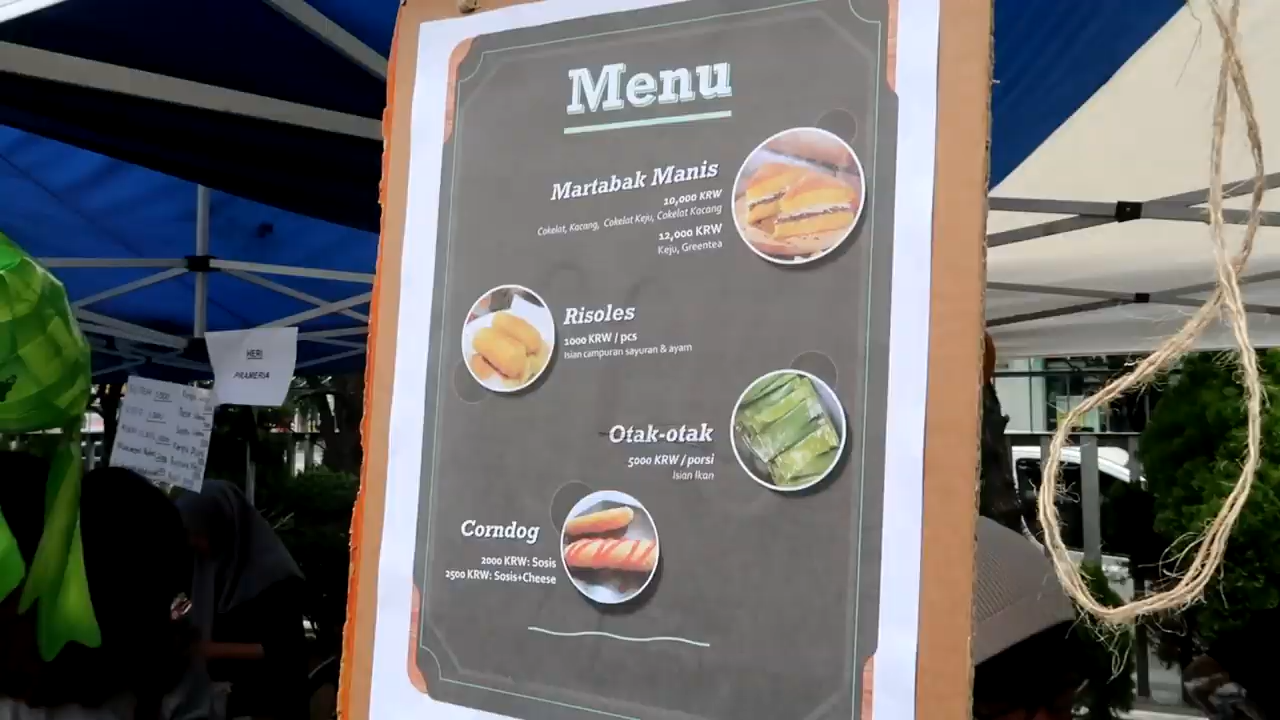 Menu
Martabak Manis
10,000 KRW
Cokelat, Kacang, Cokelat Keju, Cokelat Kacang
12,000 KRW
Keju, Greentea
Risoles
1000 KRW / pcs
Isian campuran sayuran & ayam
Otak-otak
5000 KRW / porsi
Isian Ikan
Corndog
2000 KRW: Sosis
2500 KRW: Sosis+Cheese
HERI
PRAMERIA